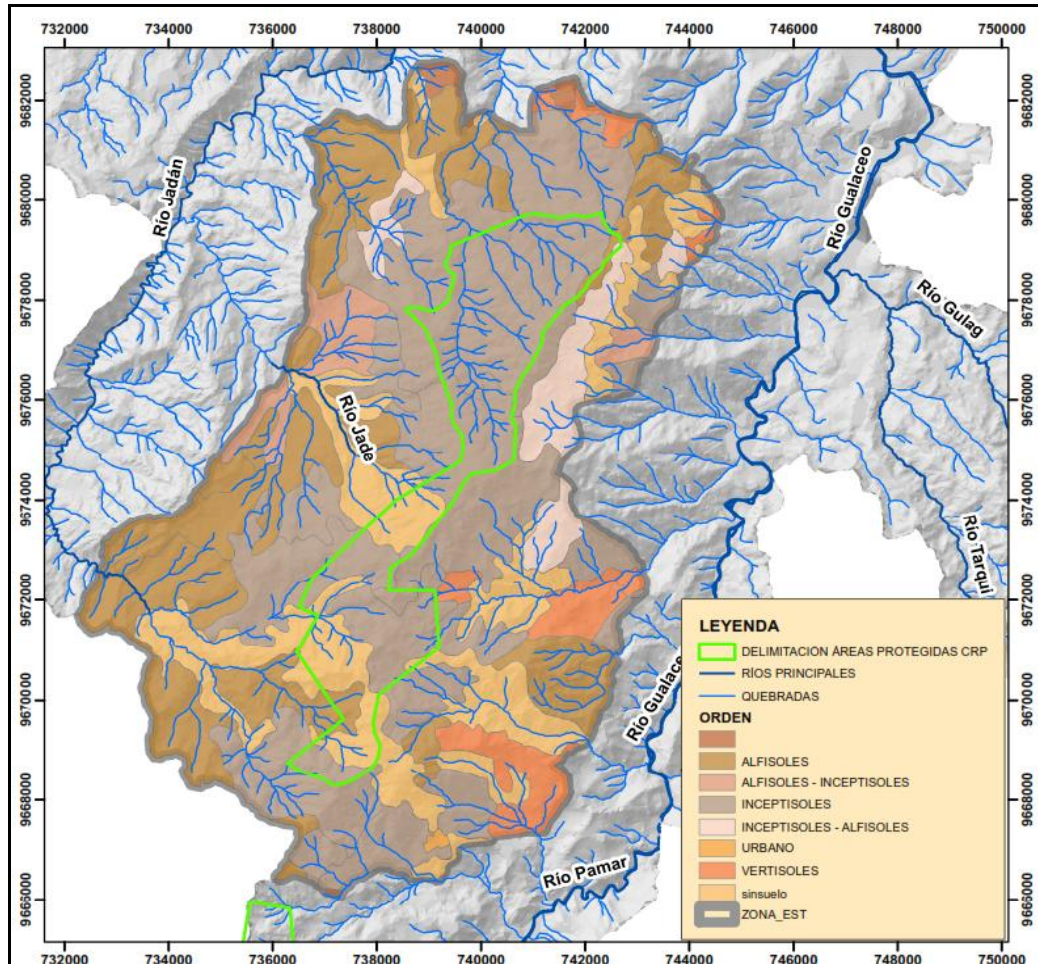 732000 734000 736000 738000 740000 742000 744000 746000 748000 750000
9682000 9682000
9680000 9680000
9678000 9678000
9676000 9676000
9674000 9674000
9672000 9672000
9670000 9670000
9668000 9668000
9666000 9666000
Río Jadán
Río Gualaceo
Río Gulag
Río Jade
Río Tarqui
Río Gualace
Río Pamar
LEYENDA
DELIMITACION ÁREAS PROTEGIDAS CRP
RÍOS PRINCIPALES
QUEBRADAS
ORDEN
ALFISOLES
ALFISOLES - INCEPTISOLES
INCEPTISOLES
INCEPTISOLES - ALFISOLES
URBANO
VERTISOLES
sinsuelo
ZONA_EST
732000 734000 736000 738000 740000 742000 744000 746000 748000 750000